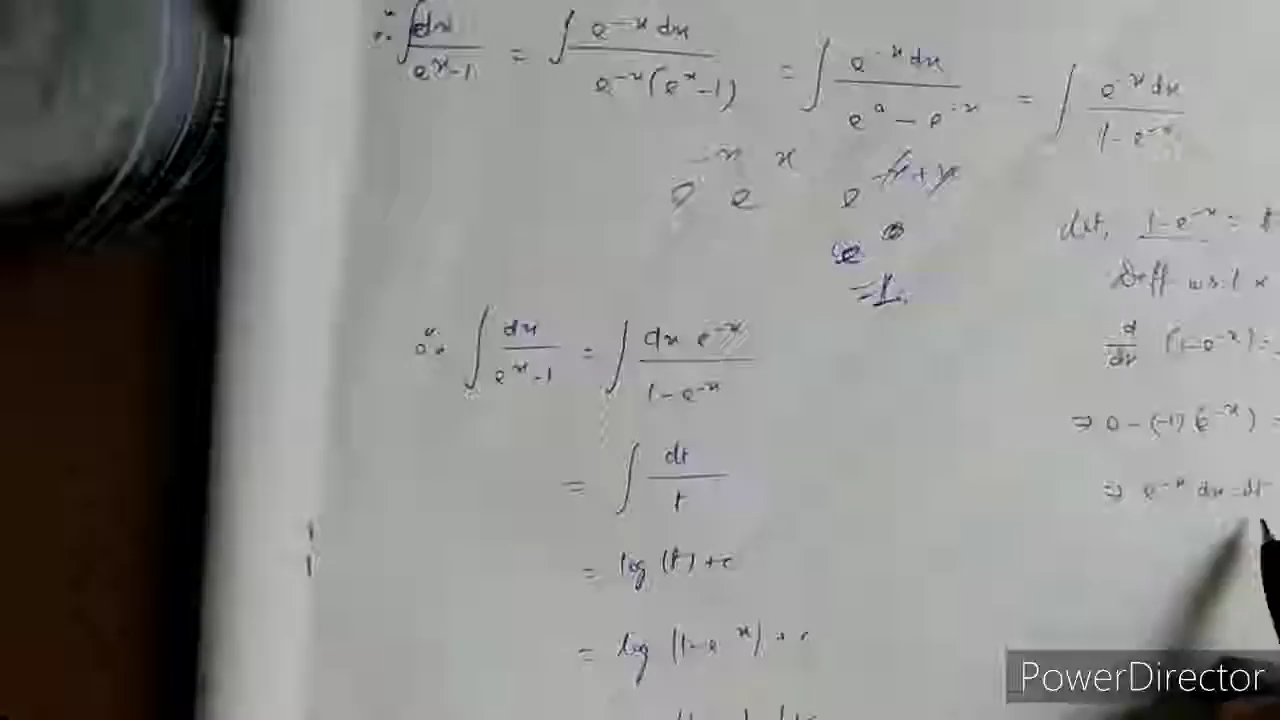 ∴ ∫ dx/(e^x-1) = ∫ e^-x dx/(e^-x(e^x-1)) = ∫ e^-x dx/(e^0 - e^-x) = ∫ e^-x dx/(1-e^-x)
e^-x e^x e^-x+x
e^0
=1.
Let, 1-e^-x = t
Diff w.r.t x
d/dx (1-e^-x) =
⇒ 0-(-1)(e^-x) =
⇒ e^-x dx = dt
∴ ∫ dx/(e^x-1) = ∫ dx e^-x/(1-e^-x)
= ∫ dt/t
= log (t) + c
= log (1-e^-x) + c
PowerDirector